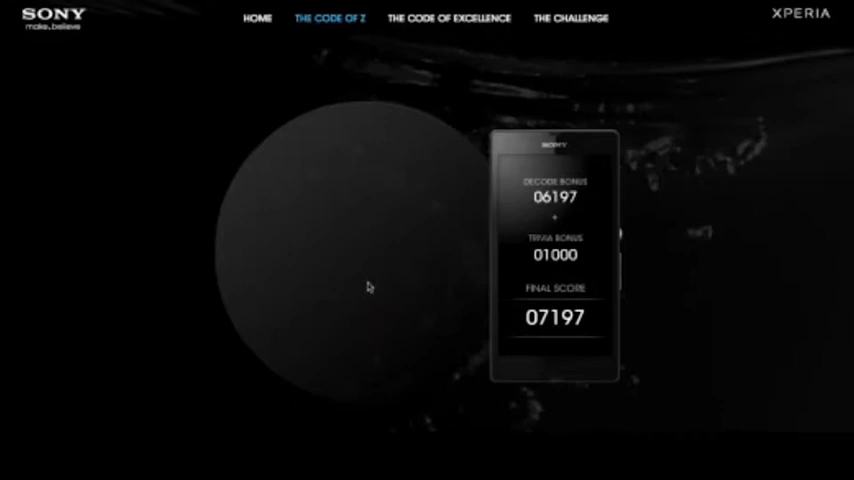 SONY
make.believe
HOME THE CODE OF Z THE CODE OF EXCELLENCE THE CHALLENGE
XPERIA
SONY
DECODE BONUS
06197
+
TRIVIA BONUS
01000
FINAL SCORE
07197